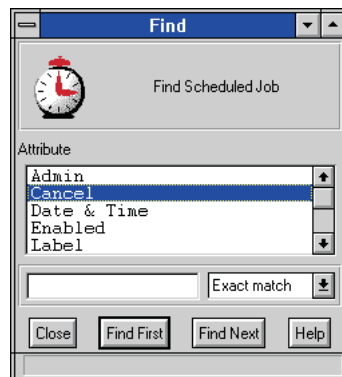 Find
Find Scheduled Job
Attribute
Admin
Cancel
Date & Time
Enabled
Label
Exact match
Close Find First Find Next Help